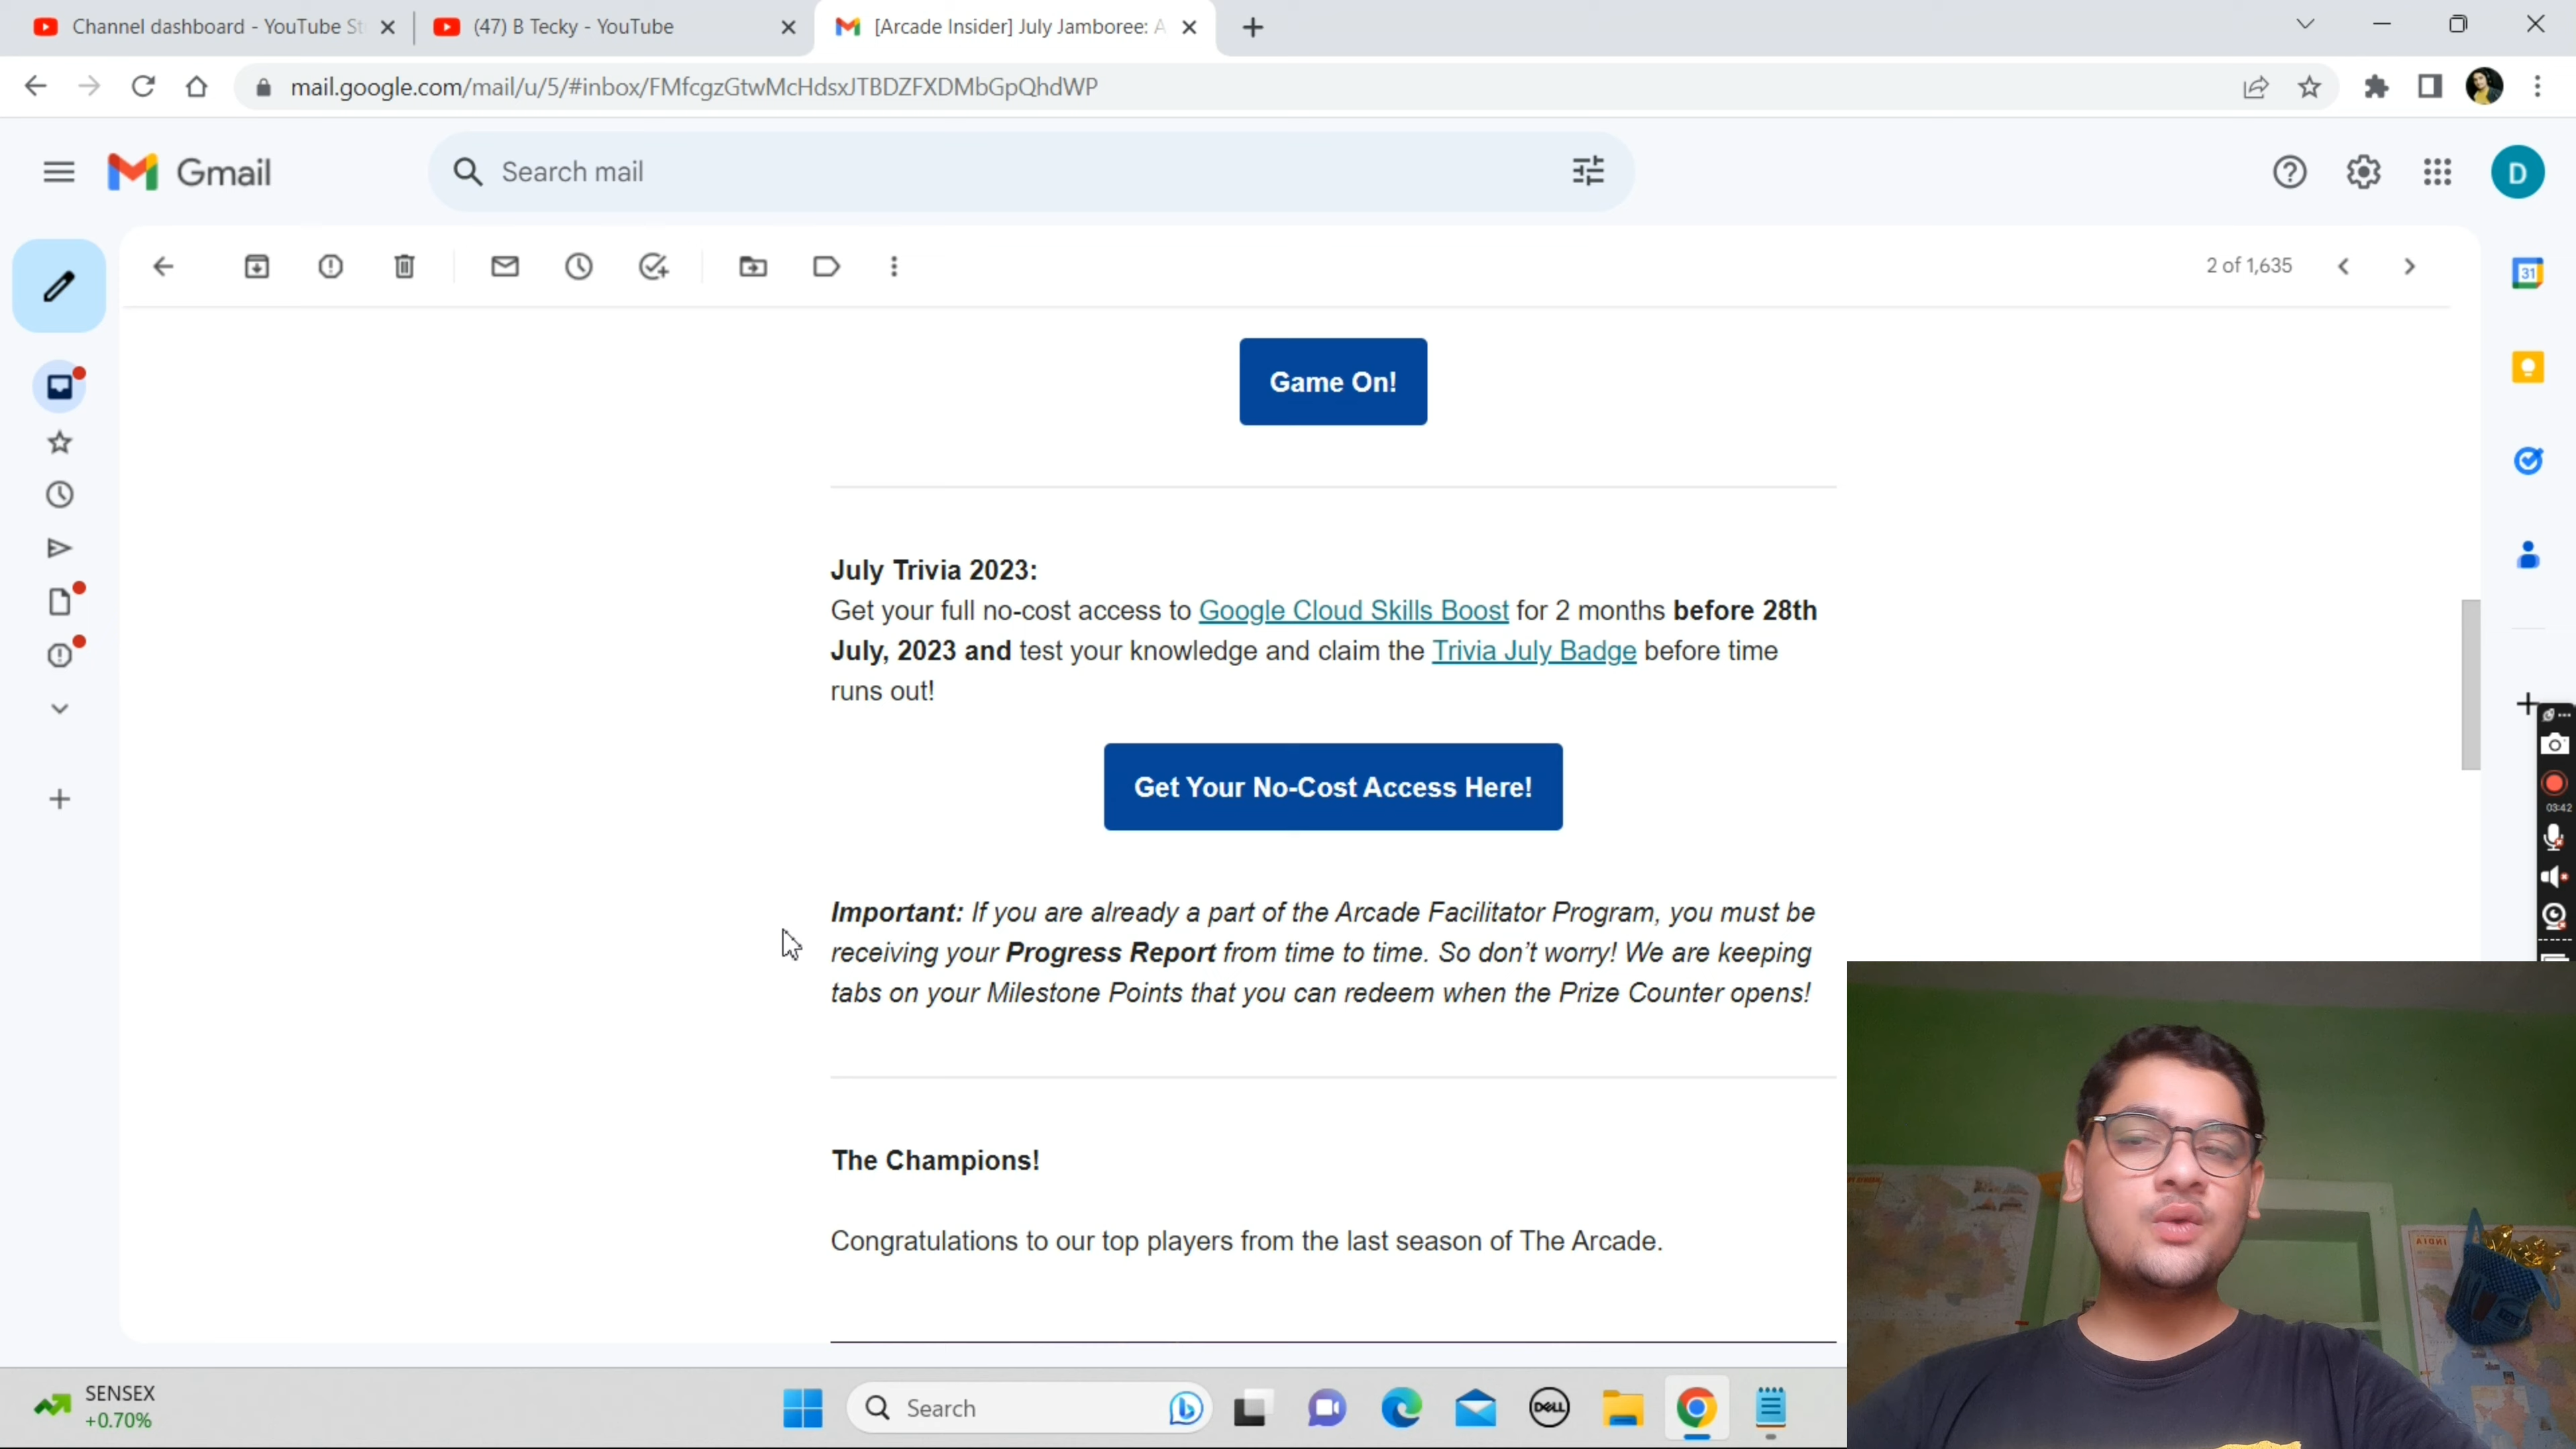 Channel dashboard - YouTube St
(47) B Tecky - YouTube
[Arcade Insider] July Jamboree: A
mail.google.com/mail/u/5/#inbox/FMfcgzGtwMcHdsxJTBDZFXDMbGpQhdWP
Gmail
Search mail
D
2 of 1,635
31
Game On!
July Trivia 2023:
Get your full no-cost access to Google Cloud Skills Boost for 2 months before 28th
July, 2023 and test your knowledge and claim the Trivia July Badge before time
runs out!
Get Your No-Cost Access Here!
03:42
Important: If you are already a part of the Arcade Facilitator Program, you must be
receiving your Progress Report from time to time. So don’t worry! We are keeping
tabs on your Milestone Points that you can redeem when the Prize Counter opens!
The Champions!
Congratulations to our top players from the last season of The Arcade.
SENSEX
+0.70%
Search
DELL